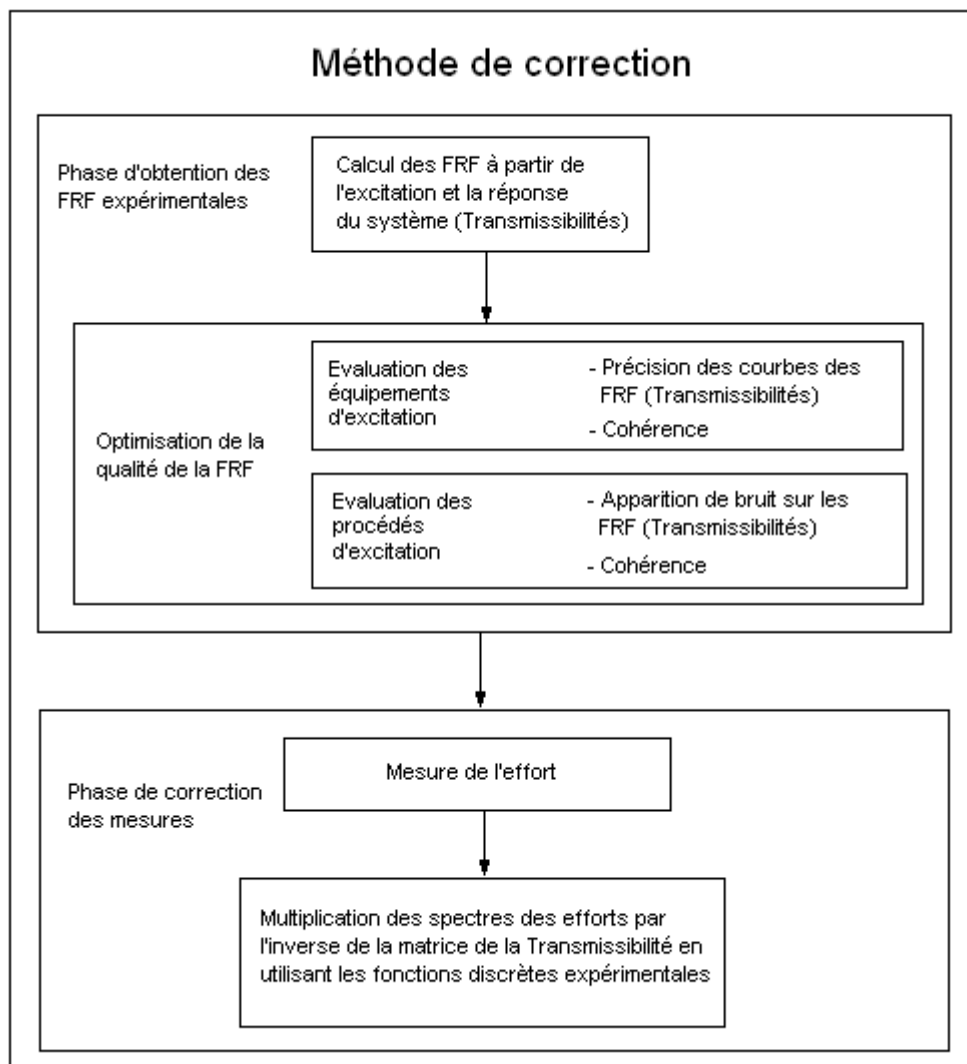 Méthode de correction
Phase d'obtention des
FRF expérimentales
Calcul des FRF à partir de
l'excitation et la réponse
du système (Transmissibilités)
Optimisation de la
qualité de la FRF
Evaluation des
équipements
d'excitation
- Précision des courbes des
FRF (Transmissibilités)
- Cohérence
Evaluation des
procédés
d'excitation
- Apparition de bruit sur les
FRF (Transmissibilités)
- Cohérence
Phase de correction
des mesures
Mesure de l'effort
Multiplication des spectres des efforts par
l'inverse de la matrice de la Transmissibilité en
utilisant les fonctions discrètes expérimentales